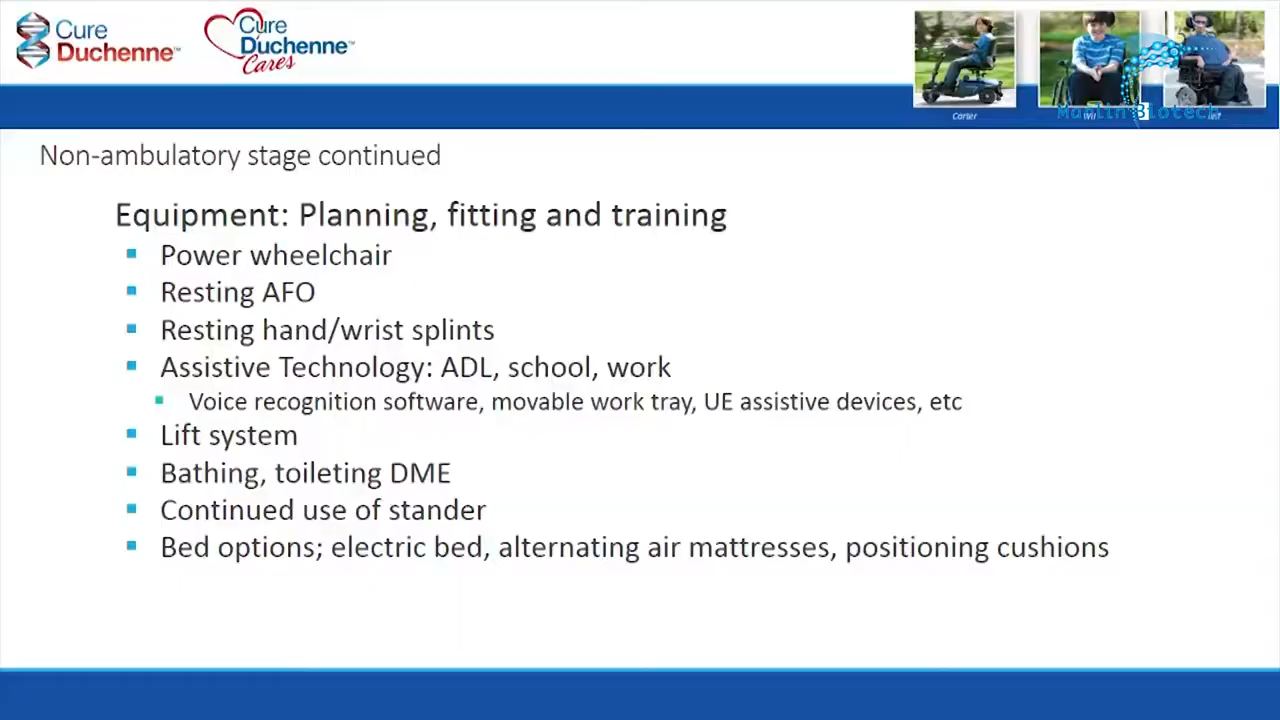 Cure
Duchenne™
Cure
Duchenne™
Cares
Carter
Non-ambulatory stage continued
Equipment: Planning, fitting and training
Power wheelchair
Resting AFO
Resting hand/wrist splints
Assistive Technology: ADL, school, work
Voice recognition software, movable work tray, UE assistive devices, etc
Lift system
Bathing, toileting DME
Continued use of stander
Bed options; electric bed, alternating air mattresses, positioning cushions